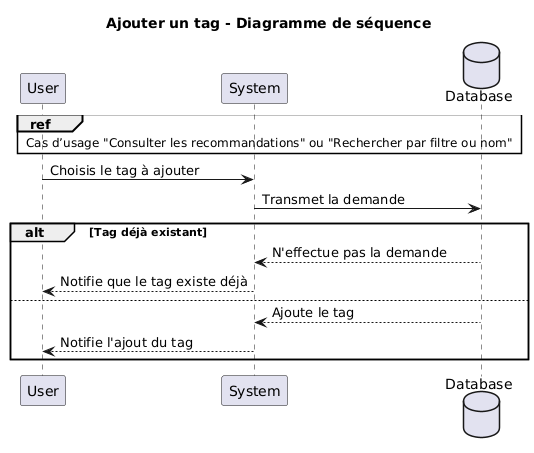 Ajouter un tag - Diagramme de séquence
User
System
Database
ref
Cas d’usage "Consulter les recommandations" ou "Rechercher par filtre ou nom"
Choisis le tag à ajouter
Transmet la demande
alt
[Tag déjà existant]
N'effectue pas la demande
Notifie que le tag existe déjà
Ajoute le tag
Notifie l'ajout du tag
User
System
Database